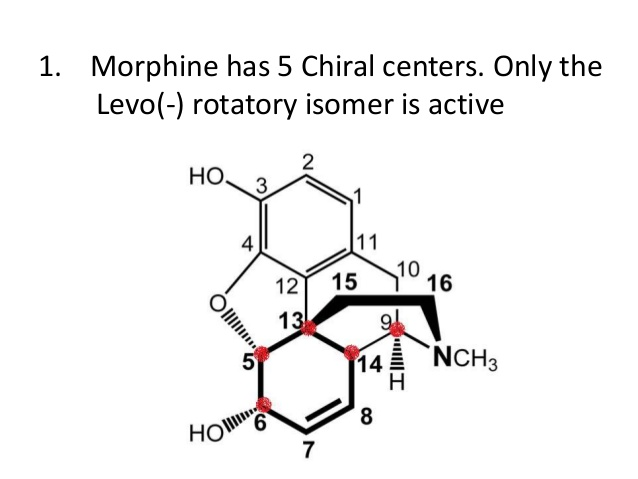 1. Morphine has 5 Chiral centers. Only the
Levo(-) rotatory isomer is active
2
HO
3
1
4
11
10
12
15
16
O
13
9
5
14
N
CH3
H
HO
6
8
7